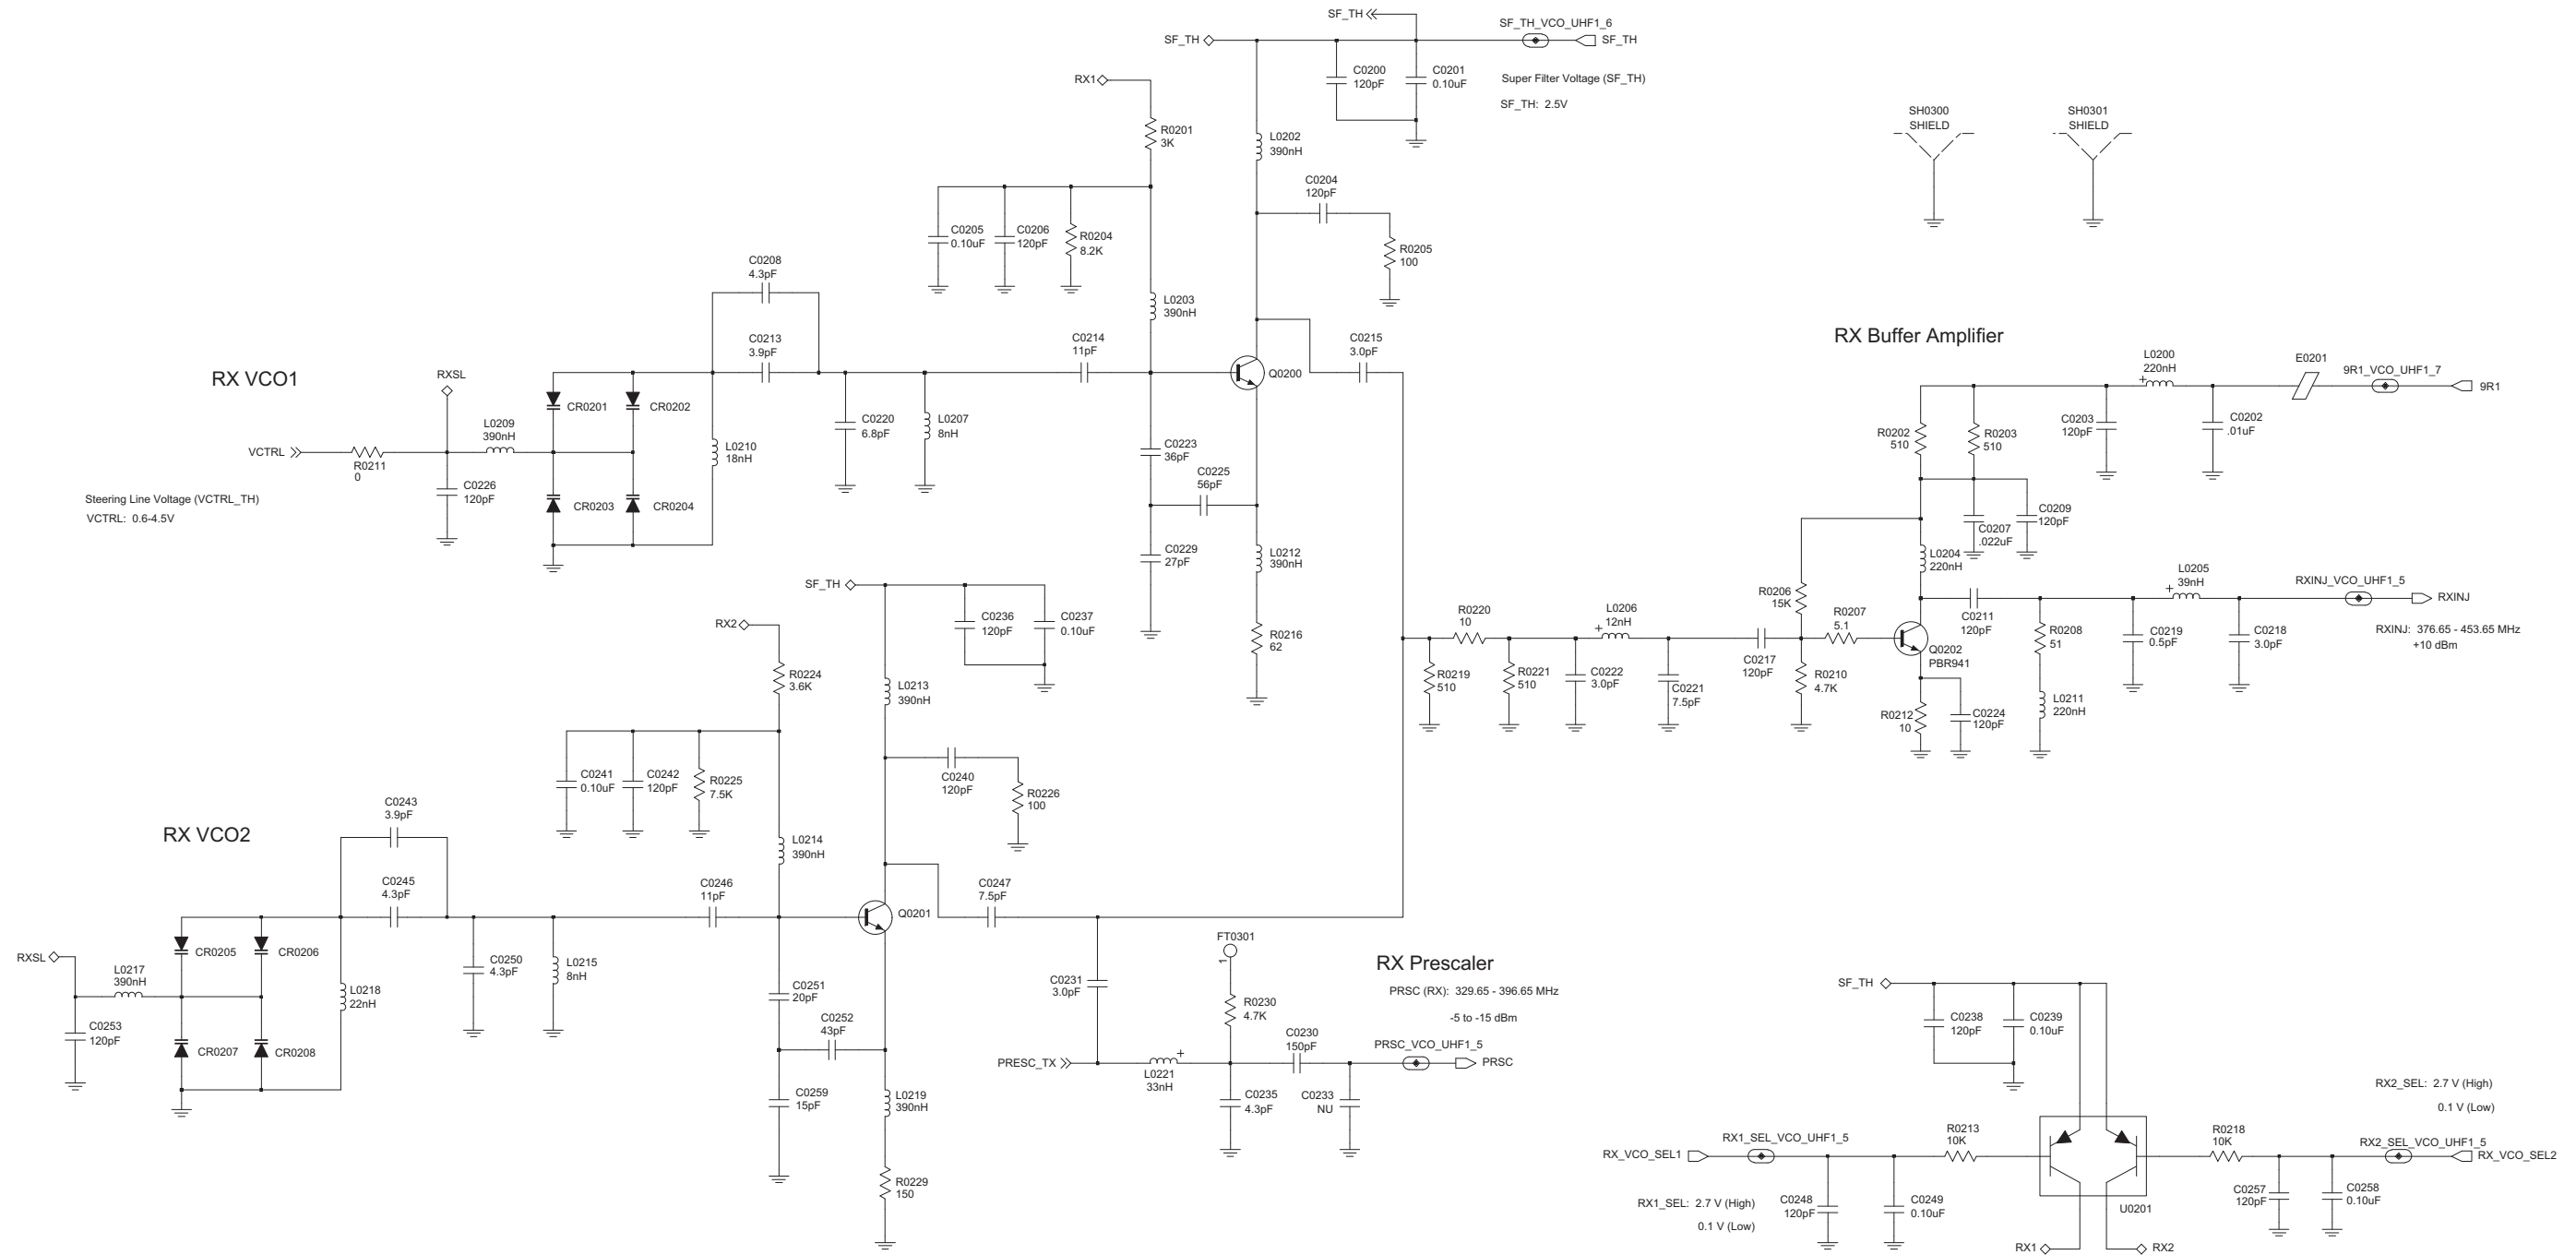 SF_TH
SF_TH_VCO_UHF1_6
SF_TH
SF_TH
C0200
120pF
C0201
0.10uF
Super Filter Voltage (SF_TH)
SF_TH: 2.5V
RX1
R0201
3K
L0202
390nH
SH0300
SHIELD
SH0301
SHIELD
C0204
120pF
R0205
100
C0205
0.10uF
C0206
120pF
R0204
8.2K
C0208
4.3pF
L0203
390nH
RX VCO1
RXSL
C0213
3.9pF
C0214
11pF
Q0200
C0215
3.0pF
L0209
390nH
CR0201
CR0202
C0220
6.8pF
L0207
8nH
VCTRL
R0211
0
L0210
18nH
C0223
36pF
C0225
56pF
C0226
120pF
CR0203
CR0204
Steering Line Voltage (VCTRL_TH)
VCTRL: 0.6-4.5V
C0229
27pF
L0212
390nH
R0216
62
RX Buffer Amplifier
L0200
220nH
+
E0201
9R1_VCO_UHF1_7
9R1
R0202
510
R0203
510
C0203
120pF
C0202
.01uF
C0207
.022uF
C0209
120pF
L0204
220nH
R0206
15K
R0207
5.1
L0205
39nH
+
RXINJ_VCO_UHF1_5
RXINJ
C0211
120pF
R0208
51
C0219
0.5pF
C0218
3.0pF
RXINJ: 376.65 - 453.65 MHz
+10 dBm
R0220
10
L0206
12nH
+
C0217
120pF
Q0202
PBR941
R0219
510
R0221
510
C0222
3.0pF
C0221
7.5pF
R0210
4.7K
R0212
10
C0224
120pF
L0211
220nH
SF_TH
C0236
120pF
C0237
0.10uF
RX2
R0224
3.6K
L0213
390nH
C0241
0.10uF
C0242
120pF
R0225
7.5K
C0240
120pF
R0226
100
RX VCO2
C0243
3.9pF
L0214
390nH
C0245
4.3pF
C0246
11pF
Q0201
C0247
7.5pF
RXSL
L0217
390nH
CR0205
CR0206
C0250
4.3pF
L0215
8nH
L0218
22nH
C0253
120pF
CR0207
CR0208
C0251
20pF
C0252
43pF
C0259
15pF
L0219
390nH
R0229
150
FT0301
1
RX Prescaler
PRSC (RX): 329.65 - 396.65 MHz
-5 to -15 dBm
C0231
3.0pF
R0230
4.7K
C0230
150pF
PRSC_VCO_UHF1_5
PRSC
PRESC_TX
L0221
33nH
+
C0235
4.3pF
C0233
NU
SF_TH
C0238
120pF
C0239
0.10uF
RX2_SEL: 2.7 V (High)
0.1 V (Low)
RX_VCO_SEL1
RX1_SEL_VCO_UHF1_5
R0213
10K
R0218
10K
RX2_SEL_VCO_UHF1_5
RX_VCO_SEL2
RX1_SEL: 2.7 V (High)
0.1 V (Low)
C0248
120pF
C0249
0.10uF
U0201
C0257
120pF
C0258
0.10uF
RX1
RX2